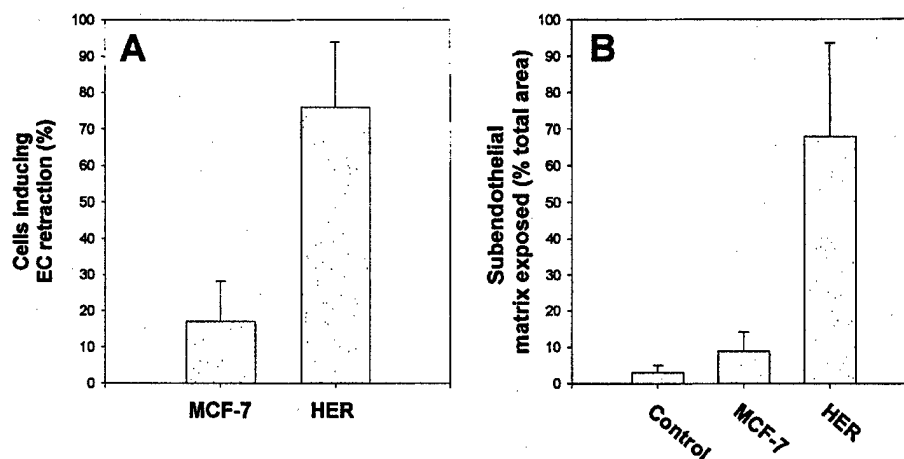 A
Cells inducing
EC retraction (%)
100
90
80
70
60
50
40
30
20
10
0
MCF-7 HER
B
Subendothelial
matrix exposed (% total area)
100
90
80
70
60
50
40
30
20
10
0
Control MCF-7 HER